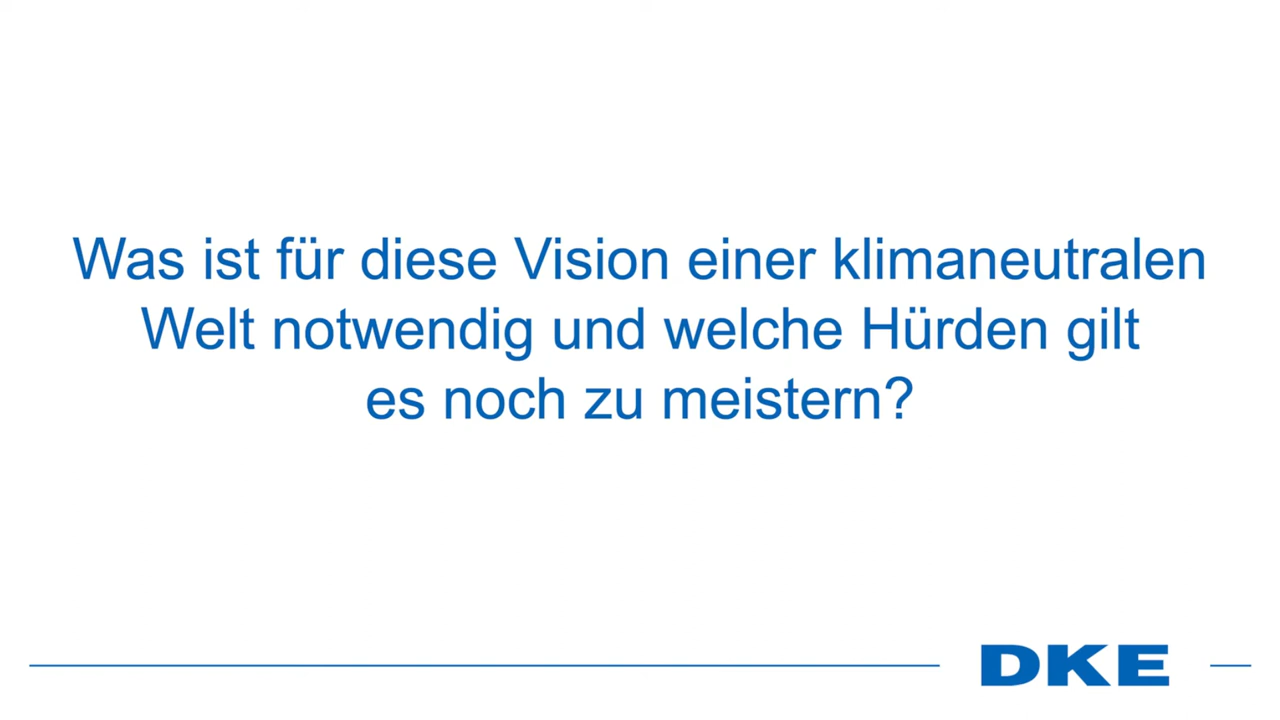 Was ist für diese Vision einer klimaneutralen
Welt notwendig und welche Hürden gilt
es noch zu meistern?
DKE